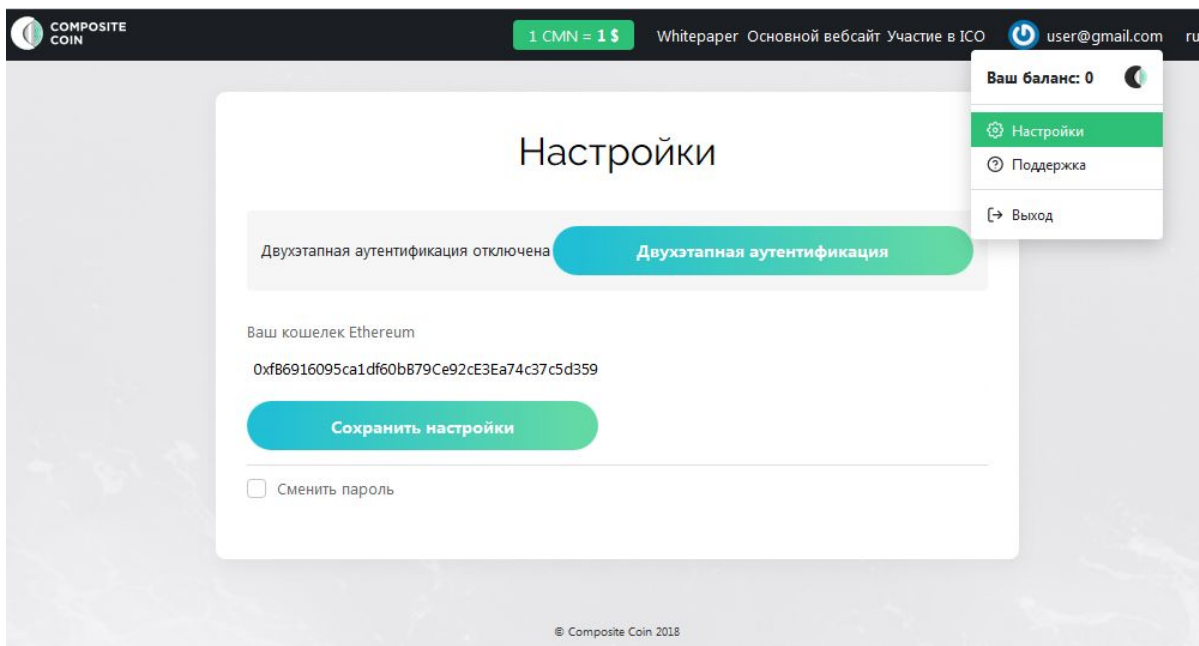 COMPOSITE
COIN
1 CMN = 1 $
Whitepaper Основной вебсайт Участие в ICO
user@gmail.com
ru
Ваш баланс: 0
Настройки
Поддержка
Выход
Настройки
Двухэтапная аутентификация отключена
Двухэтапная аутентификация
Ваш кошелек Ethereum
0xfB6916095ca1df60bB79Ce92cE3Ea74c37c5d359
Сохранить настройки
Сменить пароль
© Composite Coin 2018